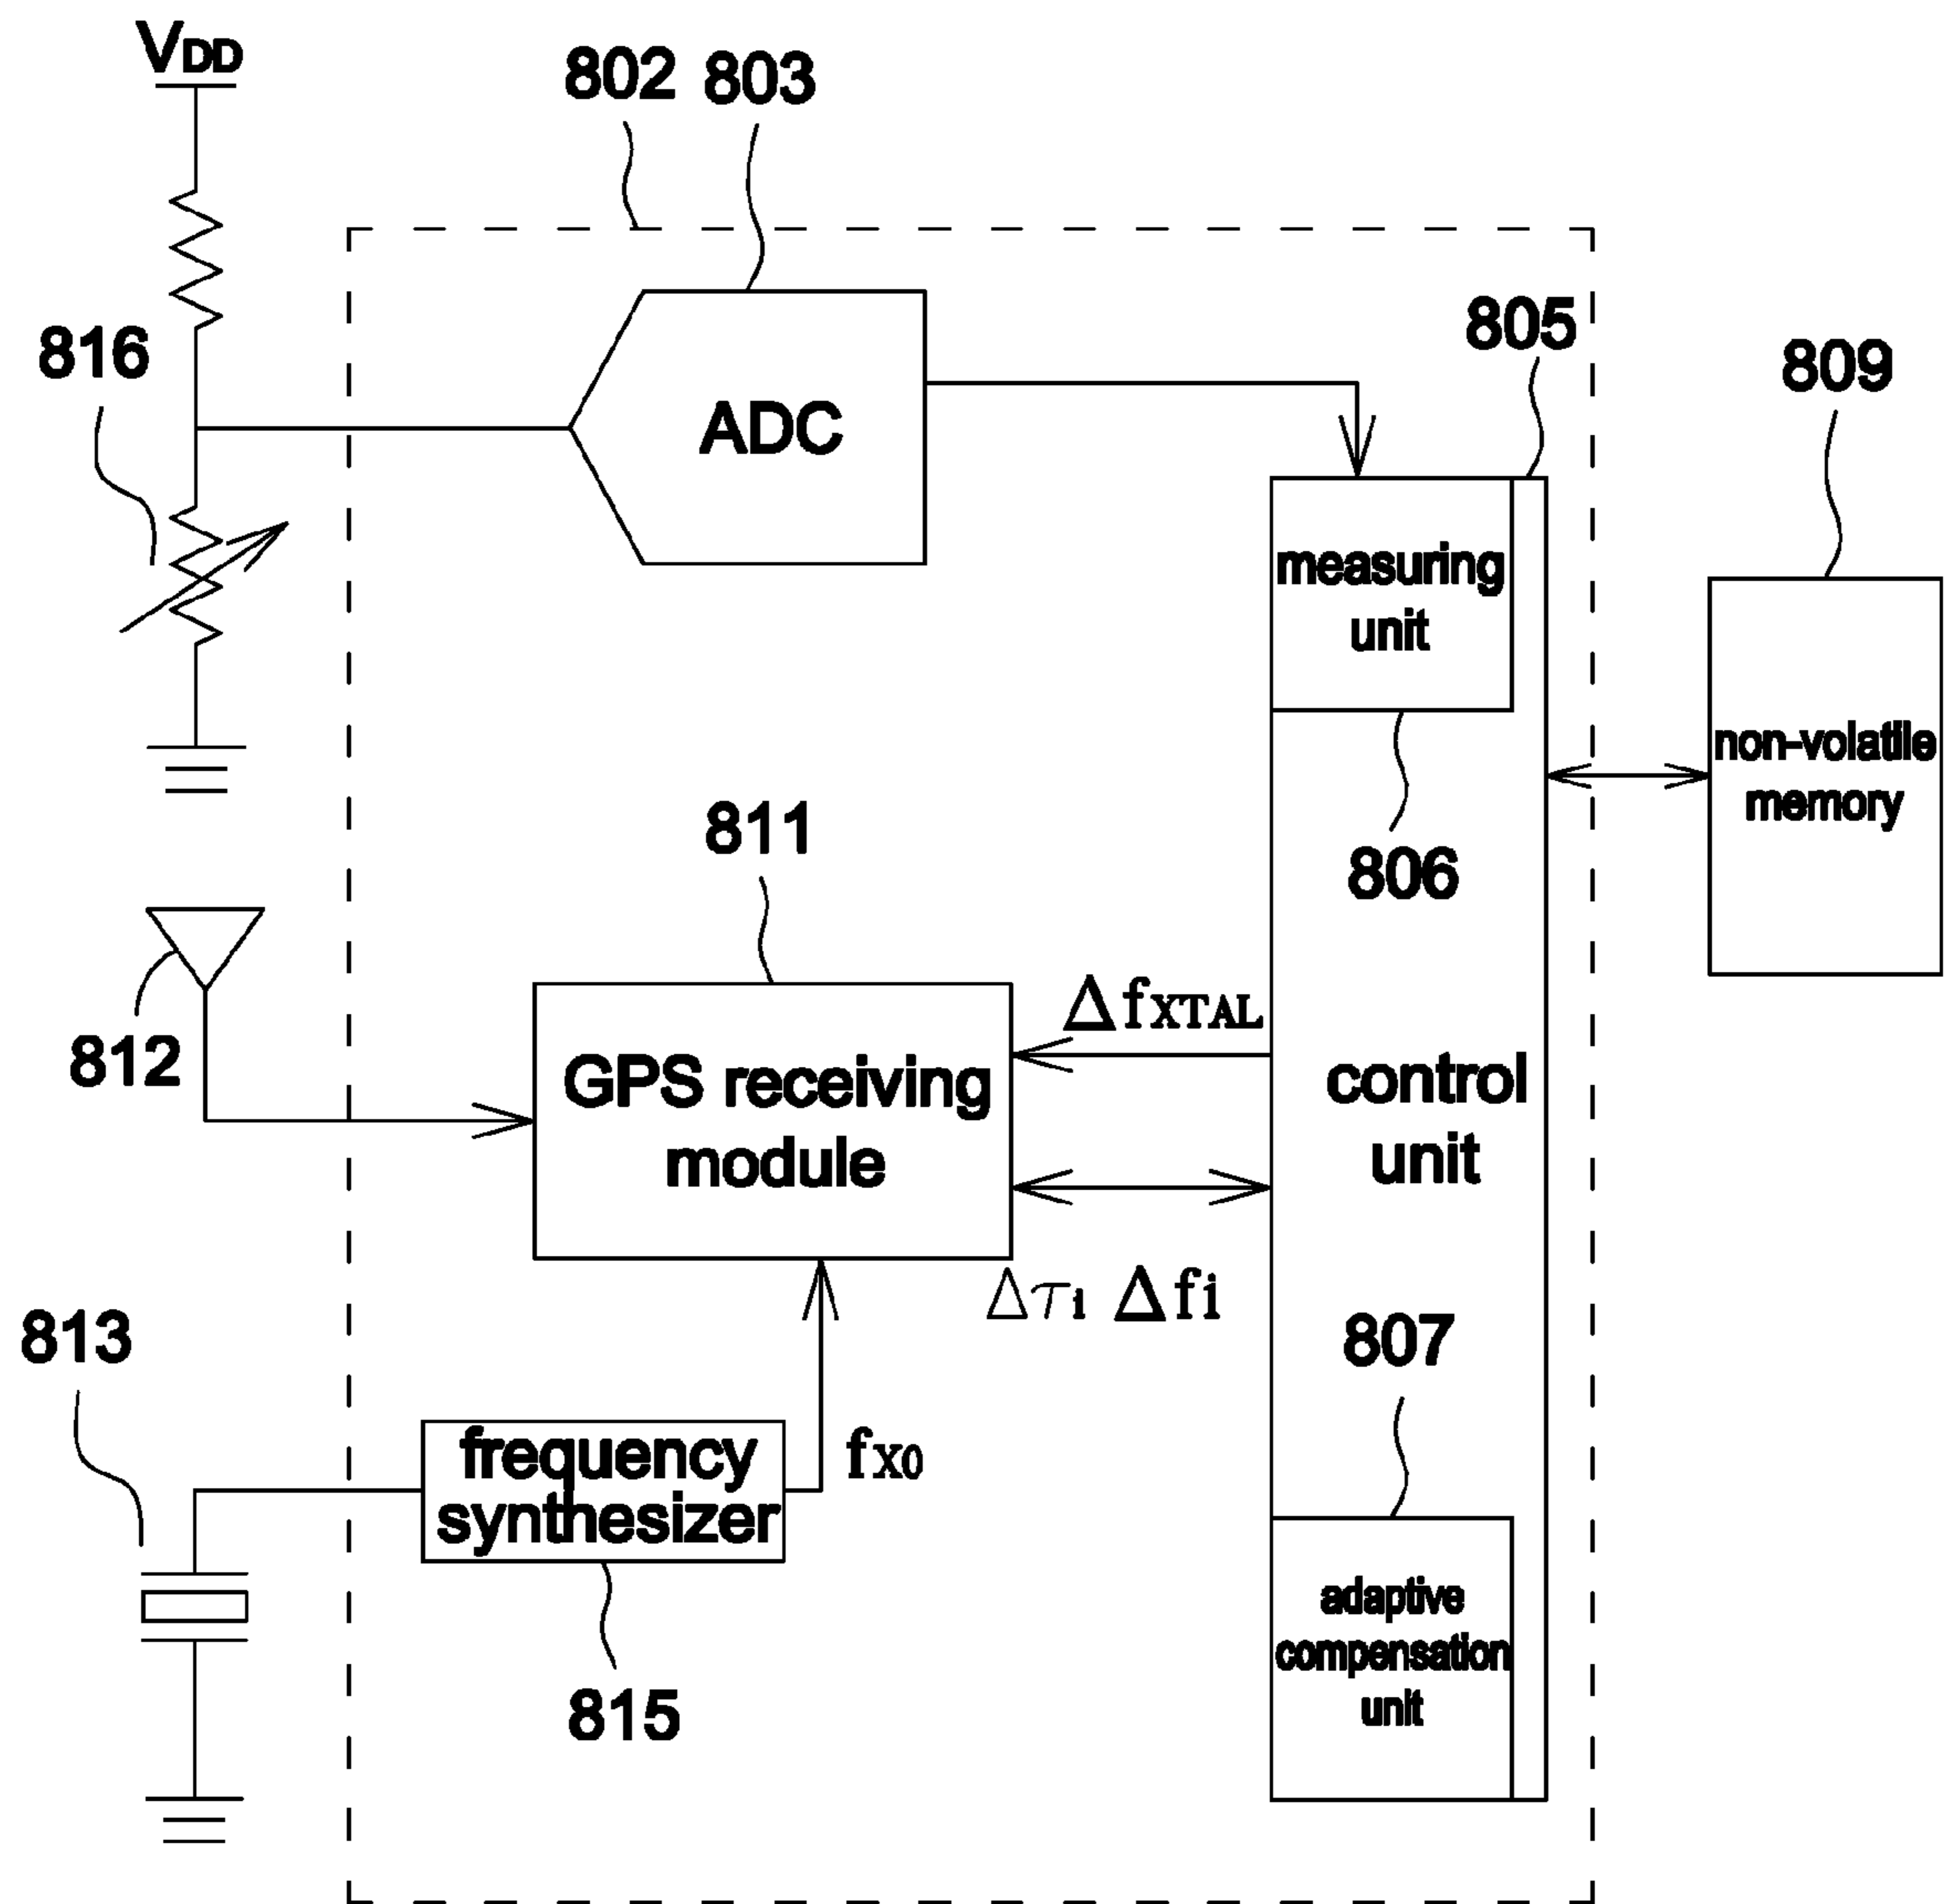 VDD
802 803
805
816
809
ADC
measuring
unit
non-volatile
memory
811
806
812
ΔfXTAL
GPS receiving
module
control
unit
Δτi Δfi
813
807
frequency
synthesizer
fX0
adaptive
compensation
unit
815